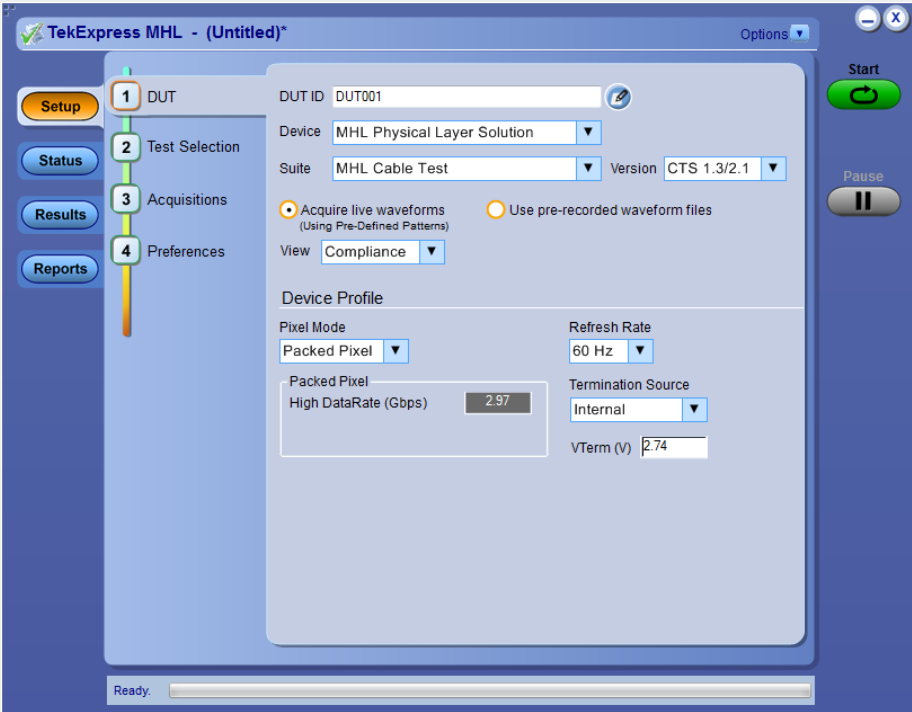 TekExpress MHL - (Untitled)*
Options
Start
Pause
Setup
Status
Results
Reports
1 DUT
2 Test Selection
3 Acquisitions
4 Preferences
DUT ID DUT001
Device MHL Physical Layer Solution
Suite MHL Cable Test Version CTS 1.3/2.1
Acquire live waveforms Use pre-recorded waveform files
(Using Pre-Defined Patterns)
View Compliance
Device Profile
Pixel Mode Refresh Rate
Packed Pixel 60 Hz
Packed Pixel Termination Source
High DataRate (Gbps) 2.97
Internal
VTerm (V) 2.74
Ready.